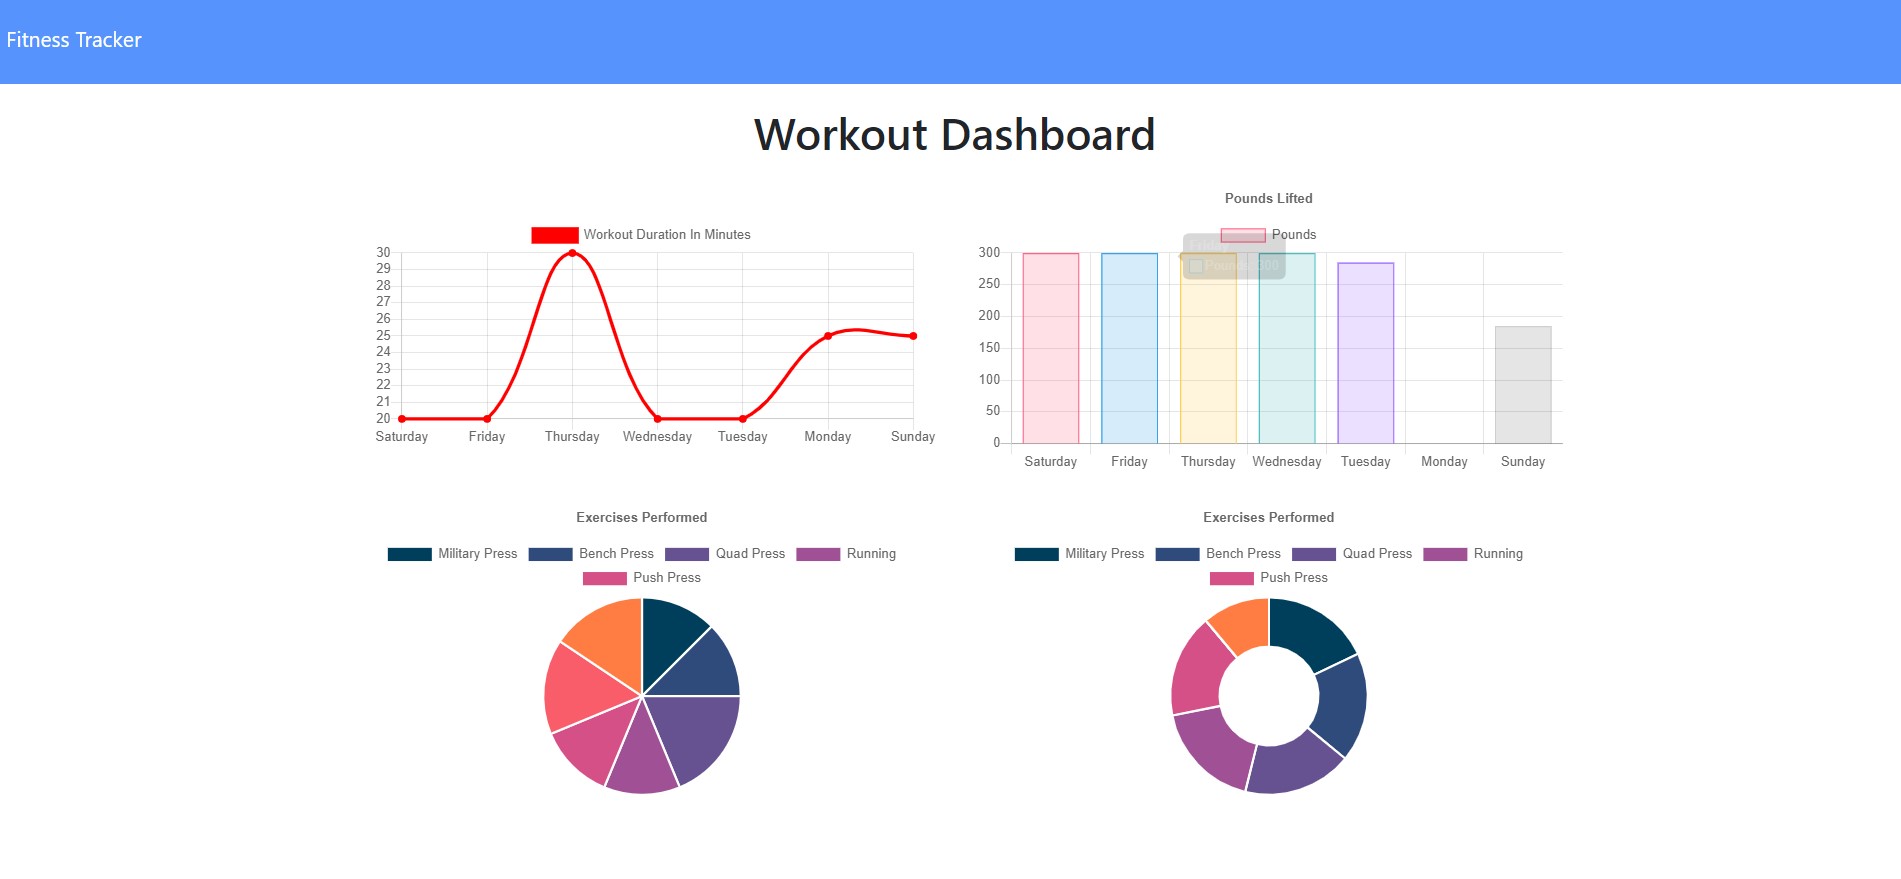 Fitness Tracker
Workout Dashboard
Workout Duration In Minutes
30
29
28
27
26
25
24
23
22
21
20
Saturday Friday Thursday Wednesday Tuesday Monday Sunday
Pounds Lifted
Pounds
Friday
Pounds: 300
300
250
200
150
100
50
0
Saturday Friday Thursday Wednesday Tuesday Monday Sunday
Exercises Performed
Military Press Bench Press Quad Press Running
Push Press
Exercises Performed
Military Press Bench Press Quad Press Running
Push Press